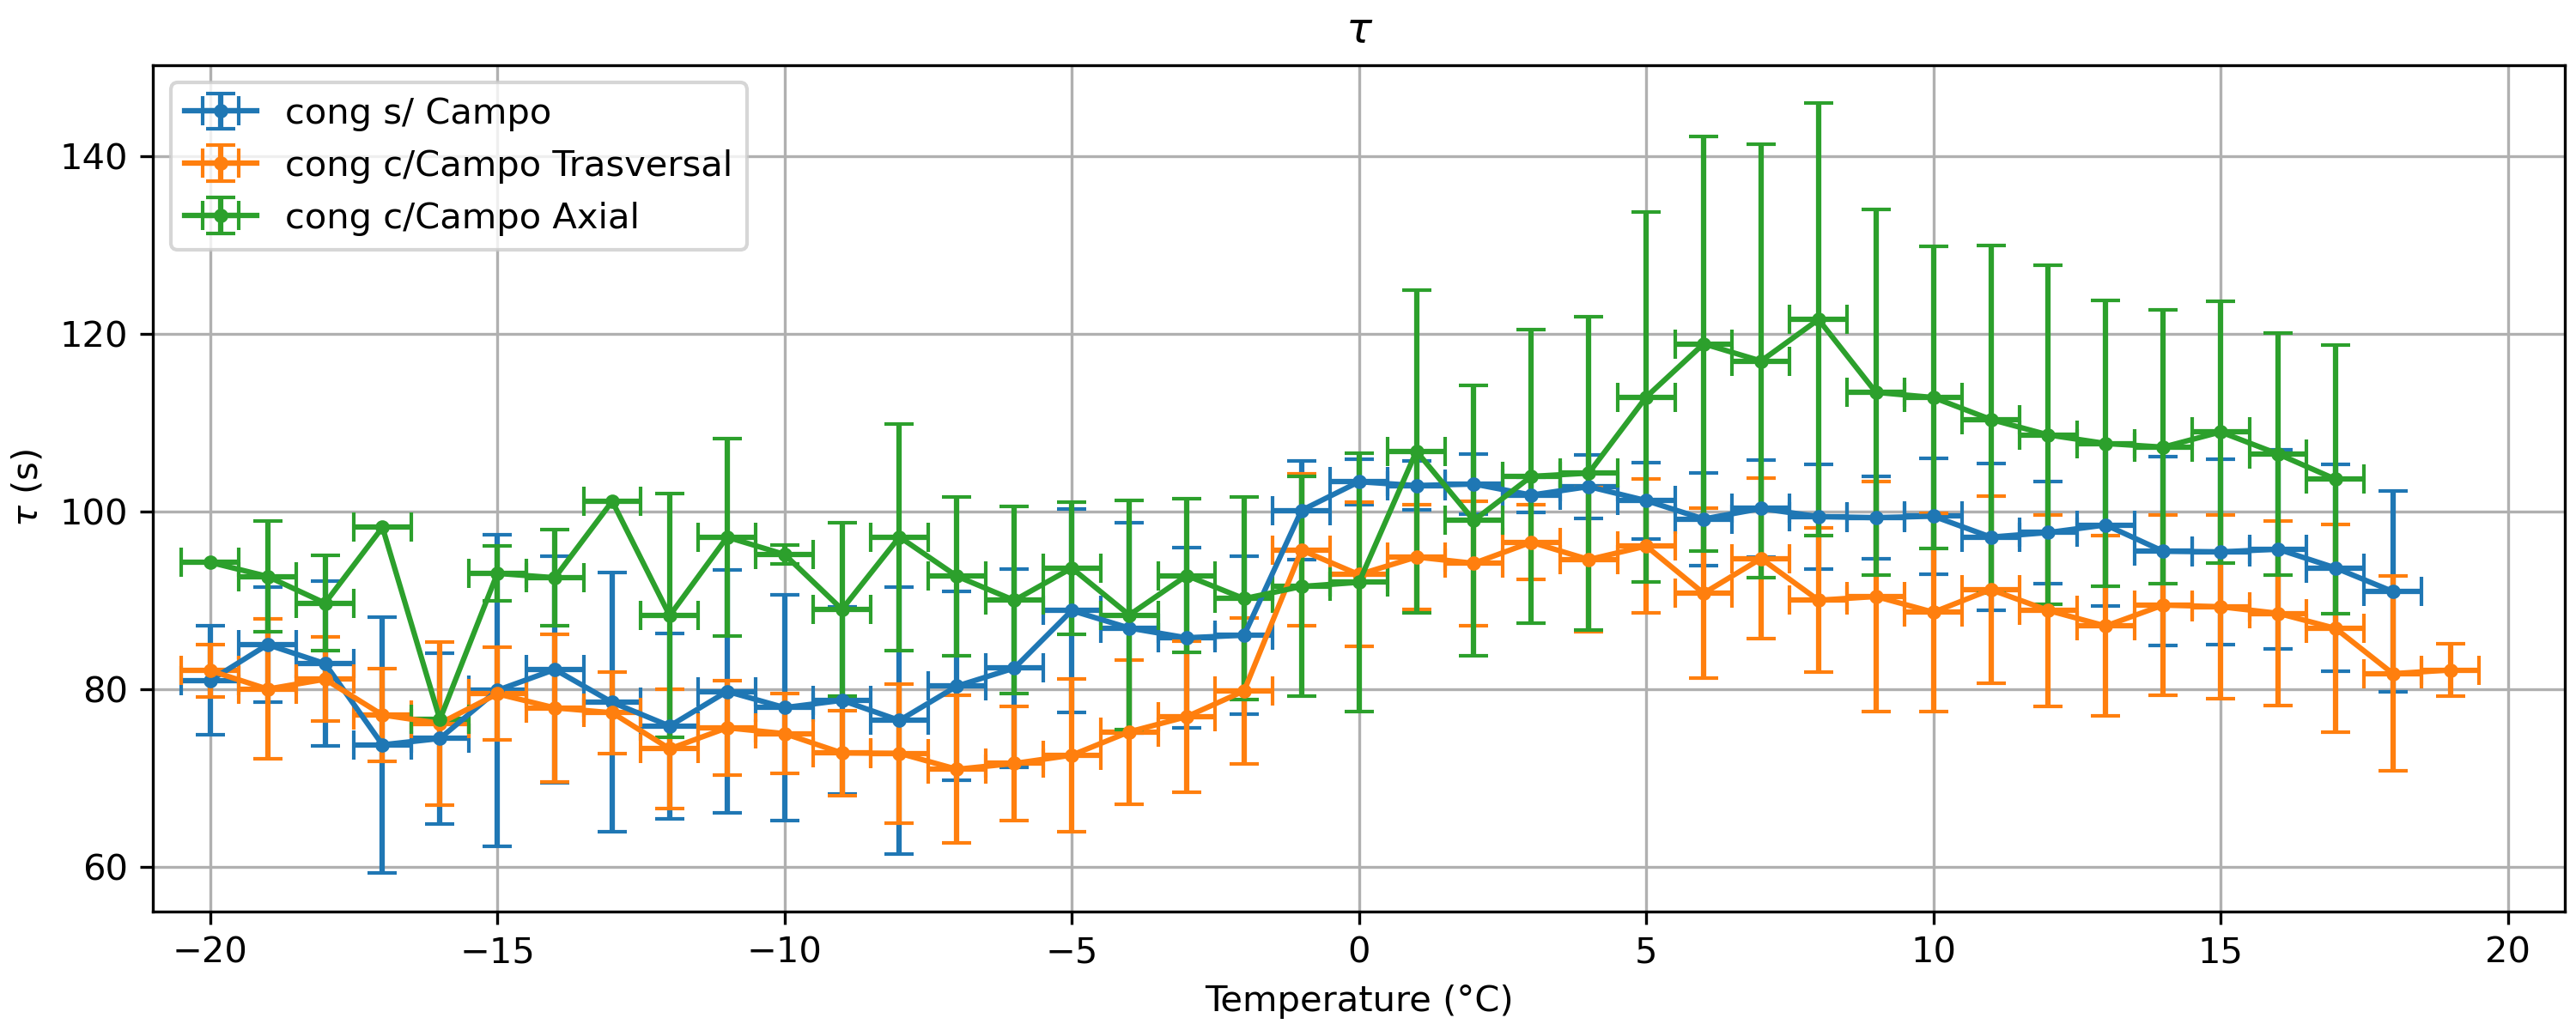 τ
cong s/ Campo
cong c/Campo Trasversal
cong c/Campo Axial
τ (s)
140
120
100
80
60
−20 −15 −10 −5 0 5 10 15 20
Temperature (°C)